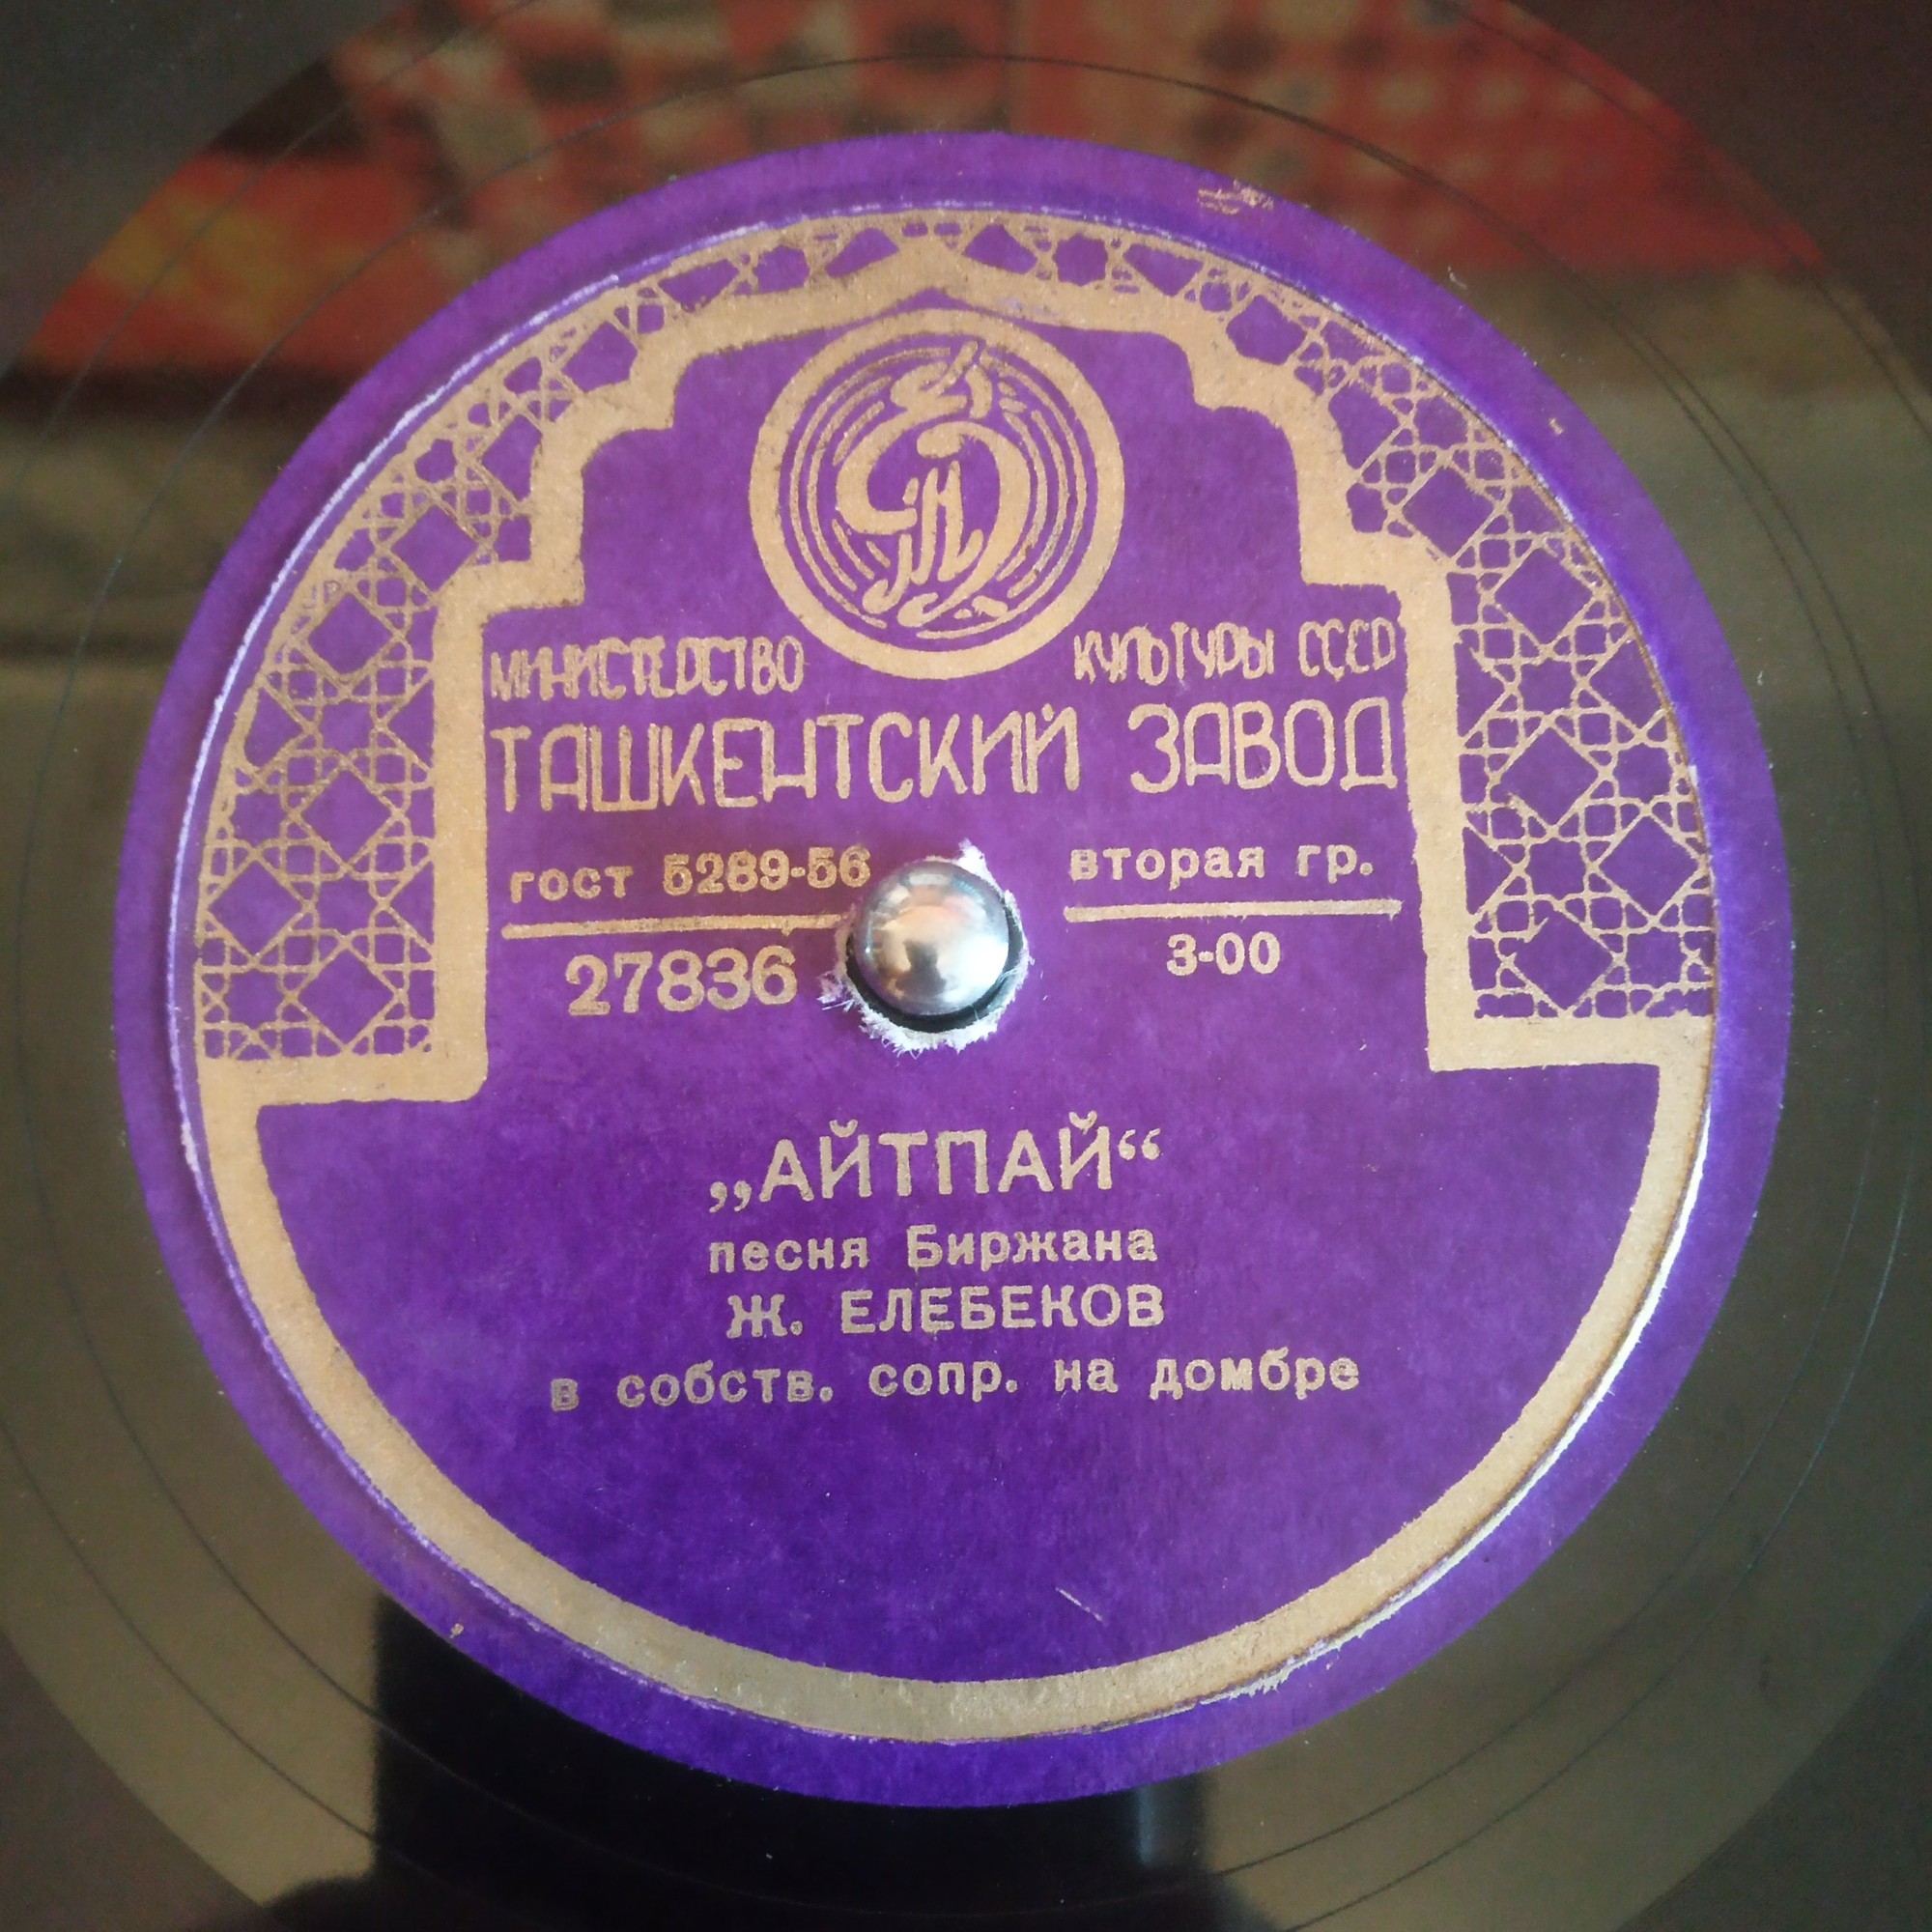 МИНИСТЕРСТВО КУЛЬТУРЫ СССР
ТАШКЕНТСКИЙ ЗАВОД
гост 5289-56 вторая гр.
27836 3-00
„АЙТПАЙ“
песня Биржана
Ж. ЕЛЕБЕКОВ
в собств. сопр. на домбре